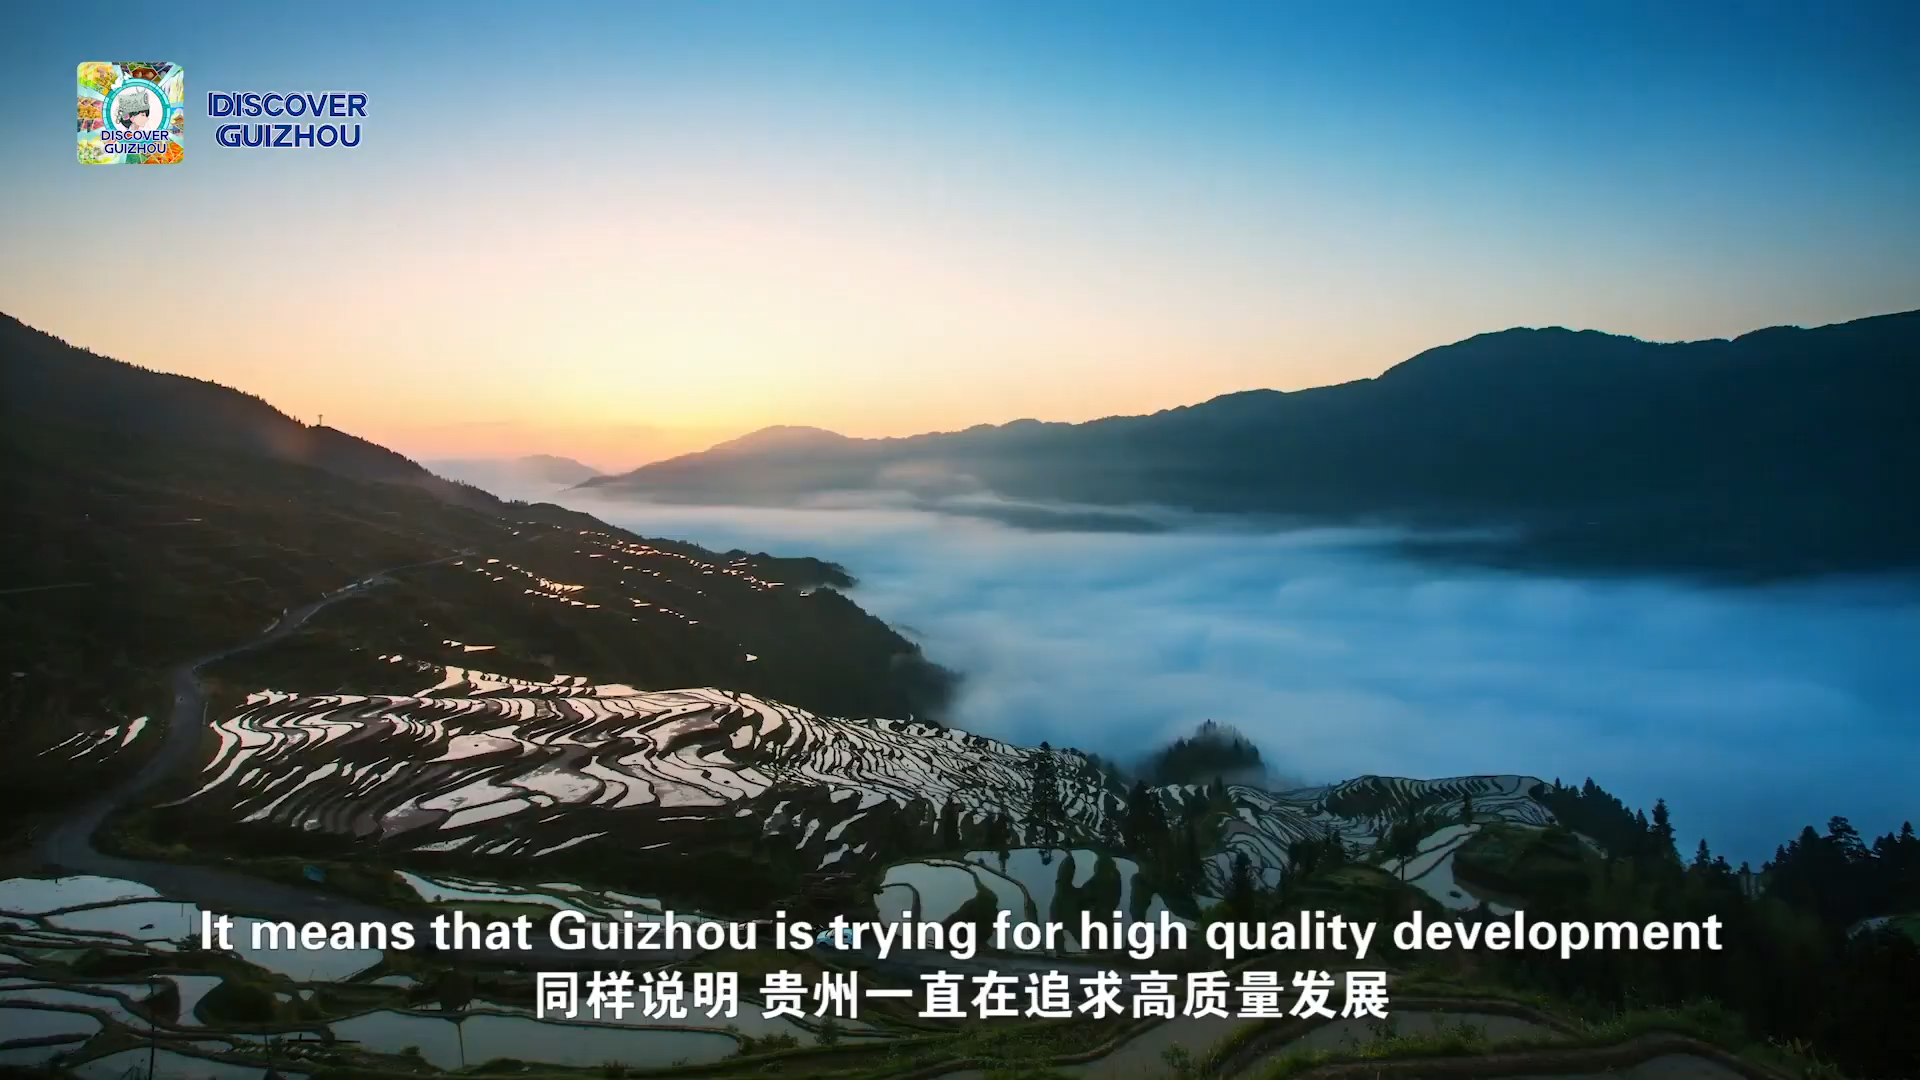 DISCOVER
GUIZHOU
DISCOVER
GUIZHOU
It means that Guizhou is trying for high quality development
同样说明 贵州一直在追求高质量发展